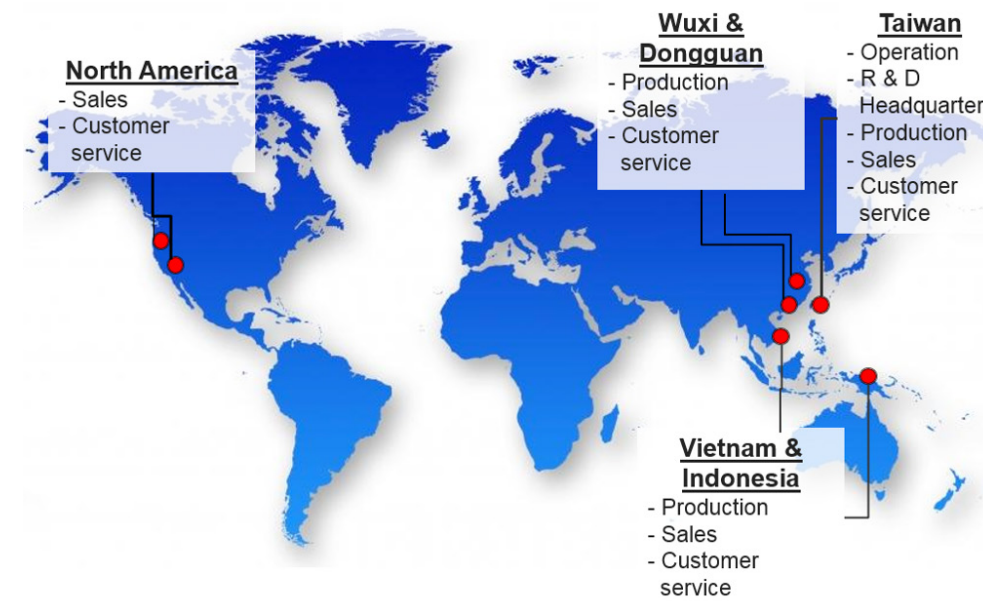 North America
- Sales
- Customer
service
Wuxi &
Dongguan
- Production
- Sales
- Customer
service
Taiwan
- Operation
- R & D
Headquarter
- Production
- Sales
- Customer
service
Vietnam &
Indonesia
- Production
- Sales
- Customer
service